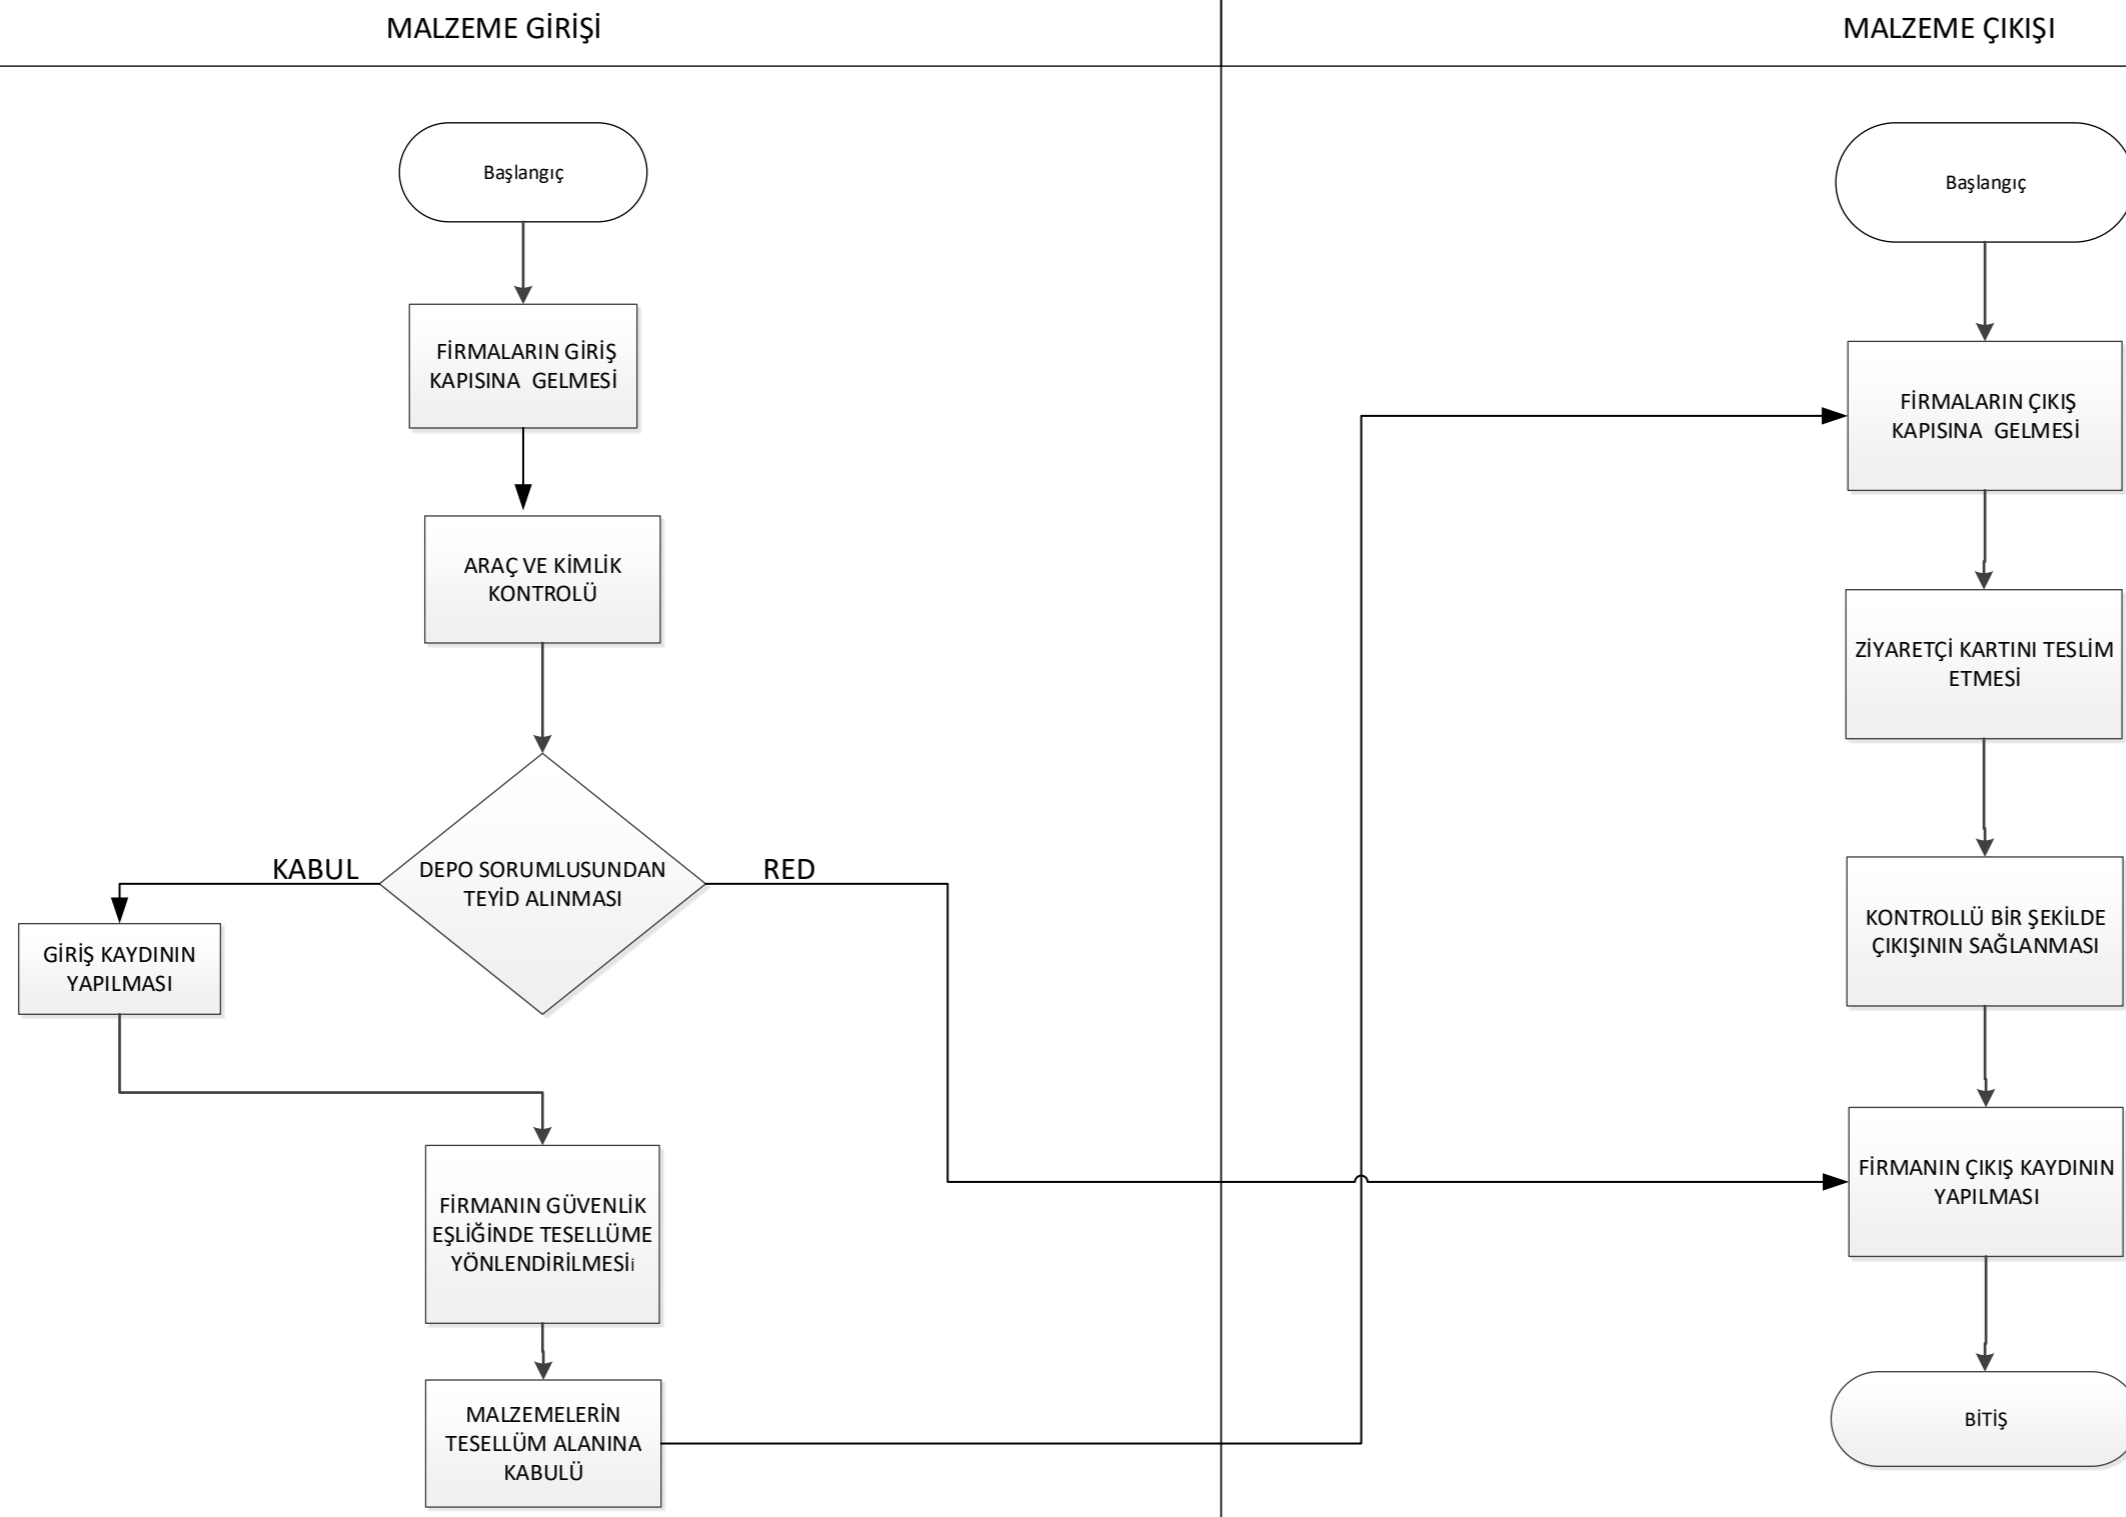 MALZEME GİRİŞİ
Başlangıç
FİRMALARIN GİRİŞ
KAPISINA  GELMESİ
ARAÇ VE KİMLİK
KONTROLÜ
DEPO SORUMLUSUNDAN
TEYİD ALINMASI
KABUL
RED
GİRİŞ KAYDININ
YAPILMASI
FİRMANIN GÜVENLİK
EŞLİĞİNDE TESELLÜME
YÖNLENDİRİLMESİi
MALZEMELERİN
TESELLÜM ALANINA
KABULÜ
MALZEME ÇIKIŞI
Başlangıç
FİRMALARIN ÇIKIŞ
KAPISINA  GELMESİ
ZİYARETÇİ KARTINI TESLİM
ETMESİ
KONTROLLÜ BİR ŞEKİLDE
ÇIKIŞININ SAĞLANMASI
FİRMANIN ÇIKIŞ KAYDININ
YAPILMASI
BİTİŞ